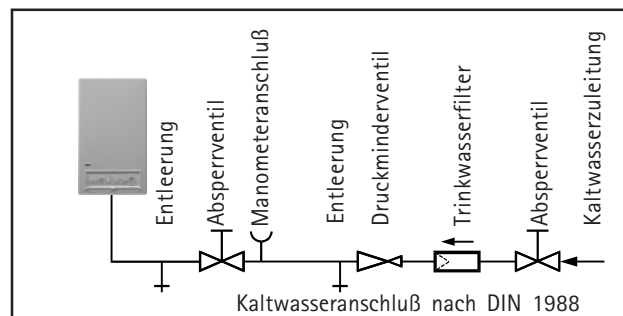 Entleerung
Absperrventil
Manometeranschluß
Entleerung
Druckminderventil
Trinkwasserfilter
Absperrventil
Kaltwasserzuleitung
Kaltwasseranschluß nach DIN 1988